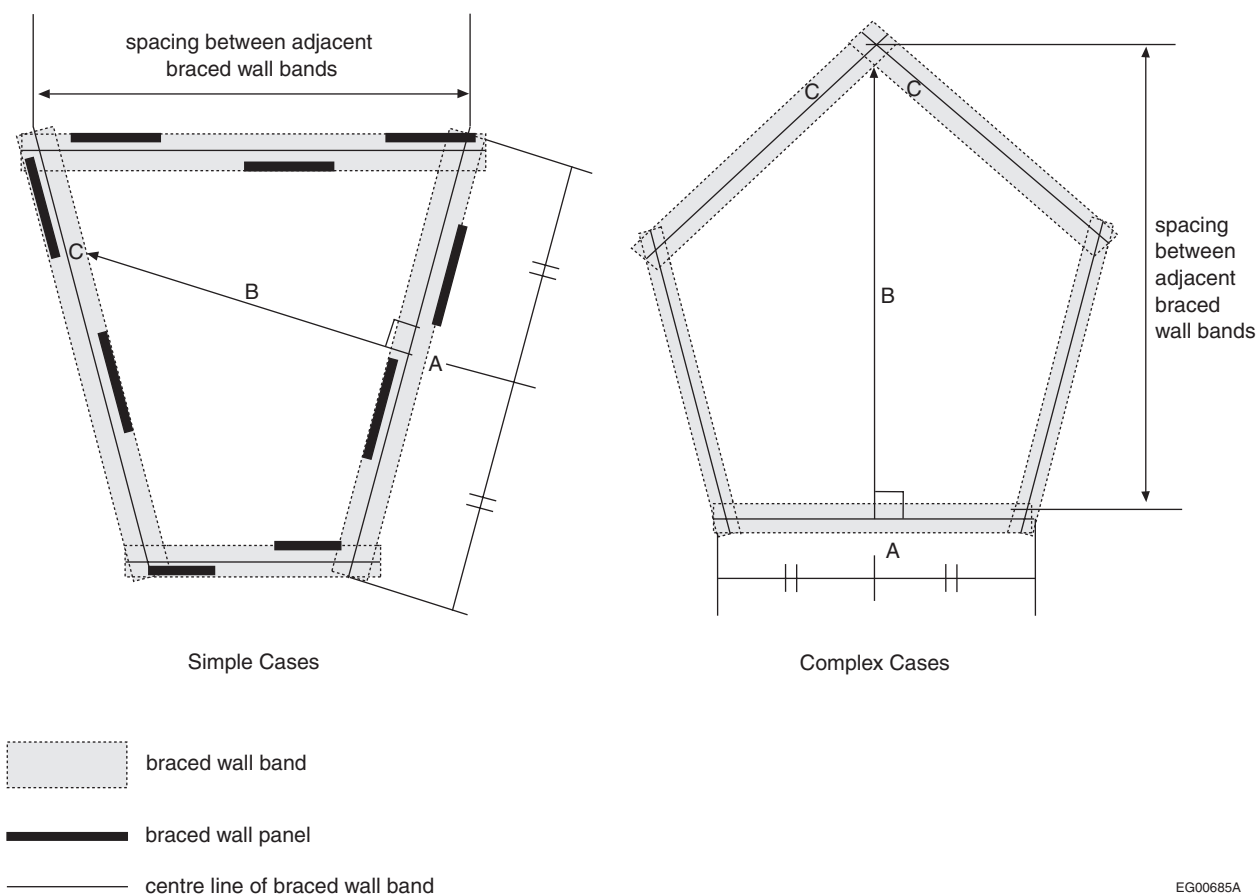 spacing between adjacent
braced wall bands
C
B
A
Simple Cases
C
C
B
A
spacing
between
adjacent
braced
wall bands
Complex Cases
braced wall band
braced wall panel
centre line of braced wall band
EG00685A